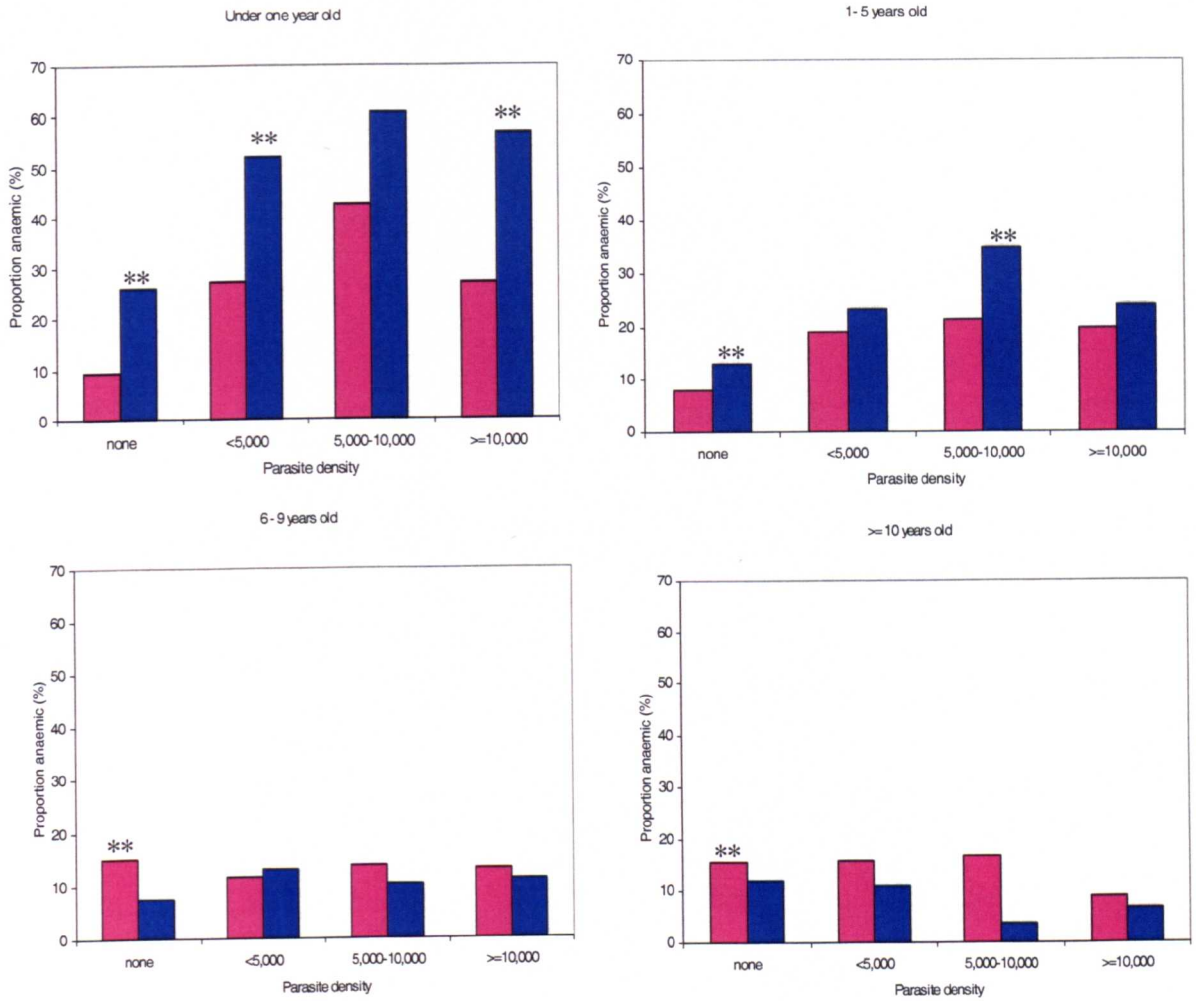 Under one year old
70
60
50
40
30
20
10
0
Proportion anaemic (%)
**
**
**
none <5,000 5,000-10,000 >=10,000
Parasite density
1- 5 years old
70
60
50
40
30
20
10
0
Proportion anaemic (%)
**
**
none <5,000 5,000-10,000 >=10,000
Parasite density
6 - 9 years old
70
60
50
40
30
20
10
0
Proportion anaemic (%)
**
none <5,000 5,000-10,000 >=10,000
Parasite density
>= 10 years old
70
60
50
40
30
20
10
0
Proportion anaemic (%)
**
none <5,000 5,000-10,000 >=10,000
Parasite density